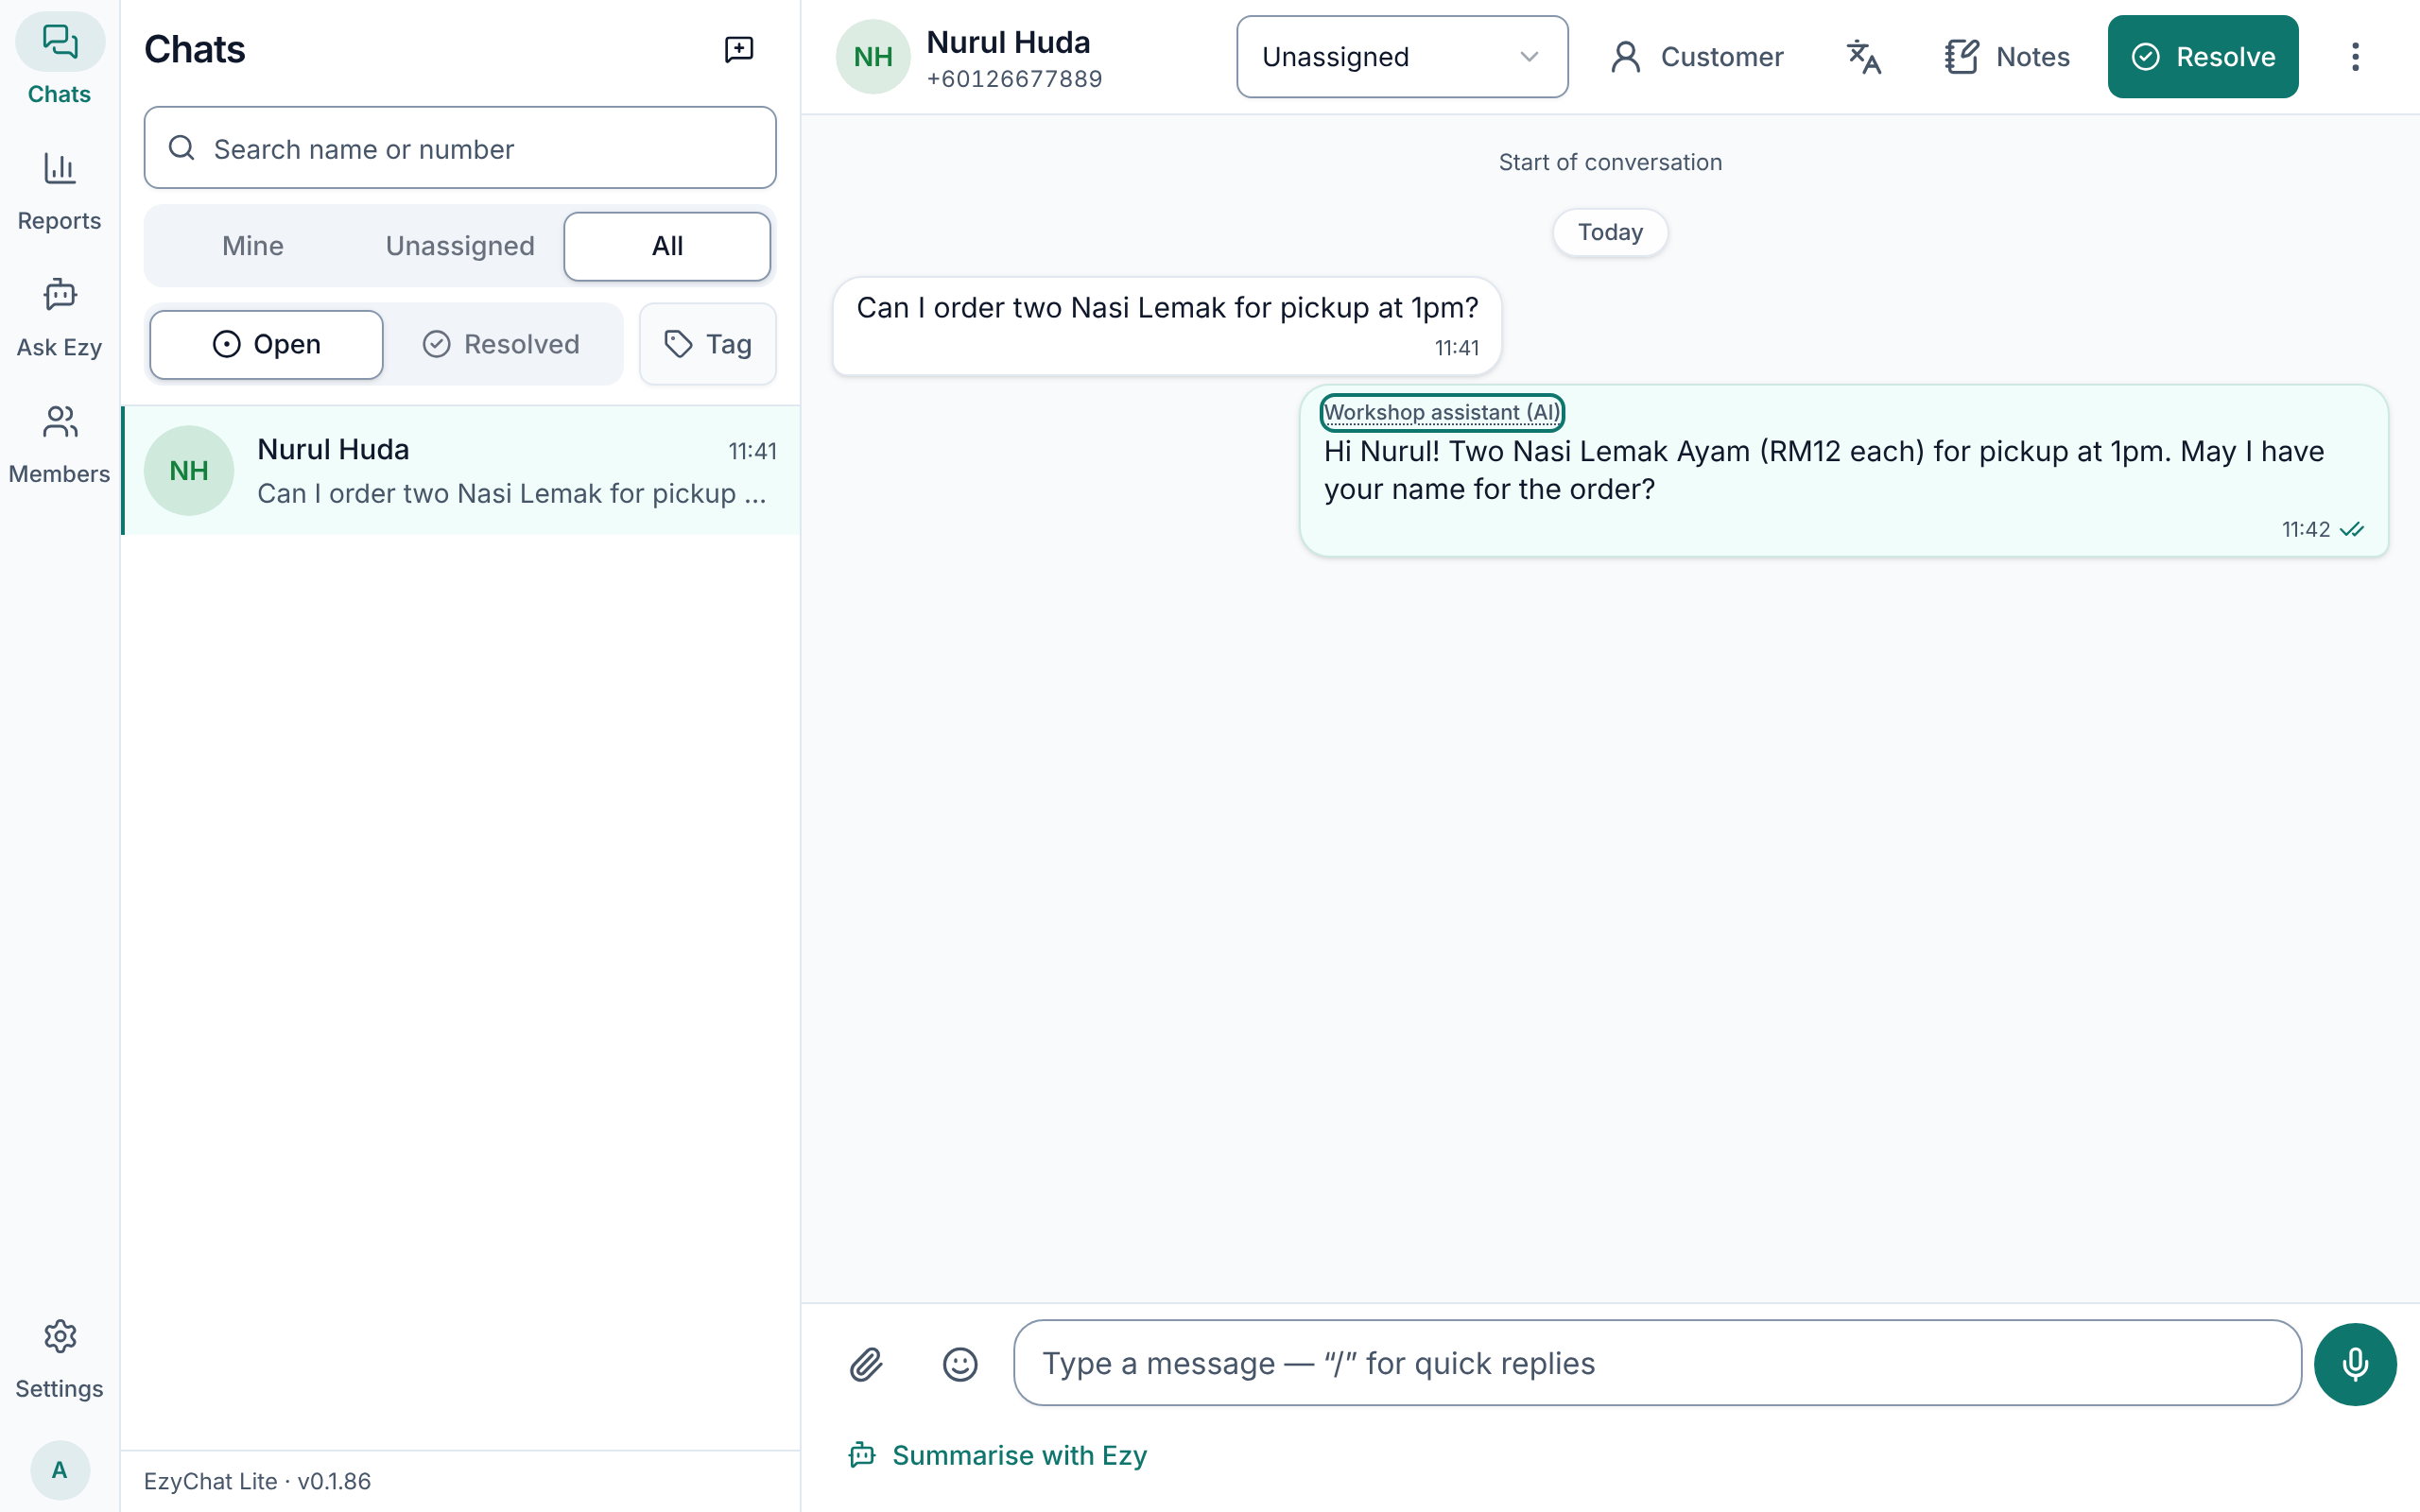 Chats
Reports
Ask Ezy
Members
Settings
A
Chats
Search name or number
Mine
Unassigned
All
Open
Resolved
Tag
NH
Nurul Huda
11:41
Can I order two Nasi Lemak for pickup ...
EzyChat Lite · v0.1.86
NH
Nurul Huda
+60126677889
Unassigned
Customer
Notes
Resolve
Start of conversation
Today
Can I order two Nasi Lemak for pickup at 1pm?
11:41
Workshop assistant (AI)
Hi Nurul! Two Nasi Lemak Ayam (RM12 each) for pickup at 1pm. May I have
your name for the order?
11:42
Type a message — “/” for quick replies
Summarise with Ezy